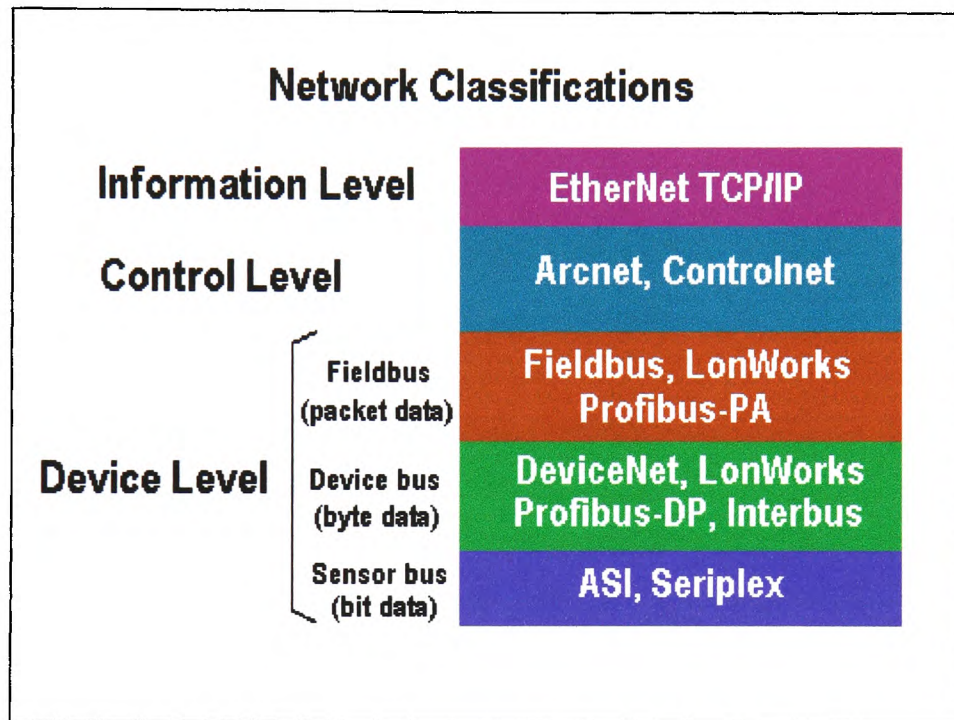 Network Classifications
Information Level
EtherNet TCP/IP
Control Level
Arcnet, Controlnet
Device Level
Fieldbus
(packet data)
Fieldbus, LonWorks
Profibus-PA
Device bus
(byte data)
DeviceNet, LonWorks
Profibus-DP, Interbus
Sensor bus
(bit data)
ASI, Seriplex